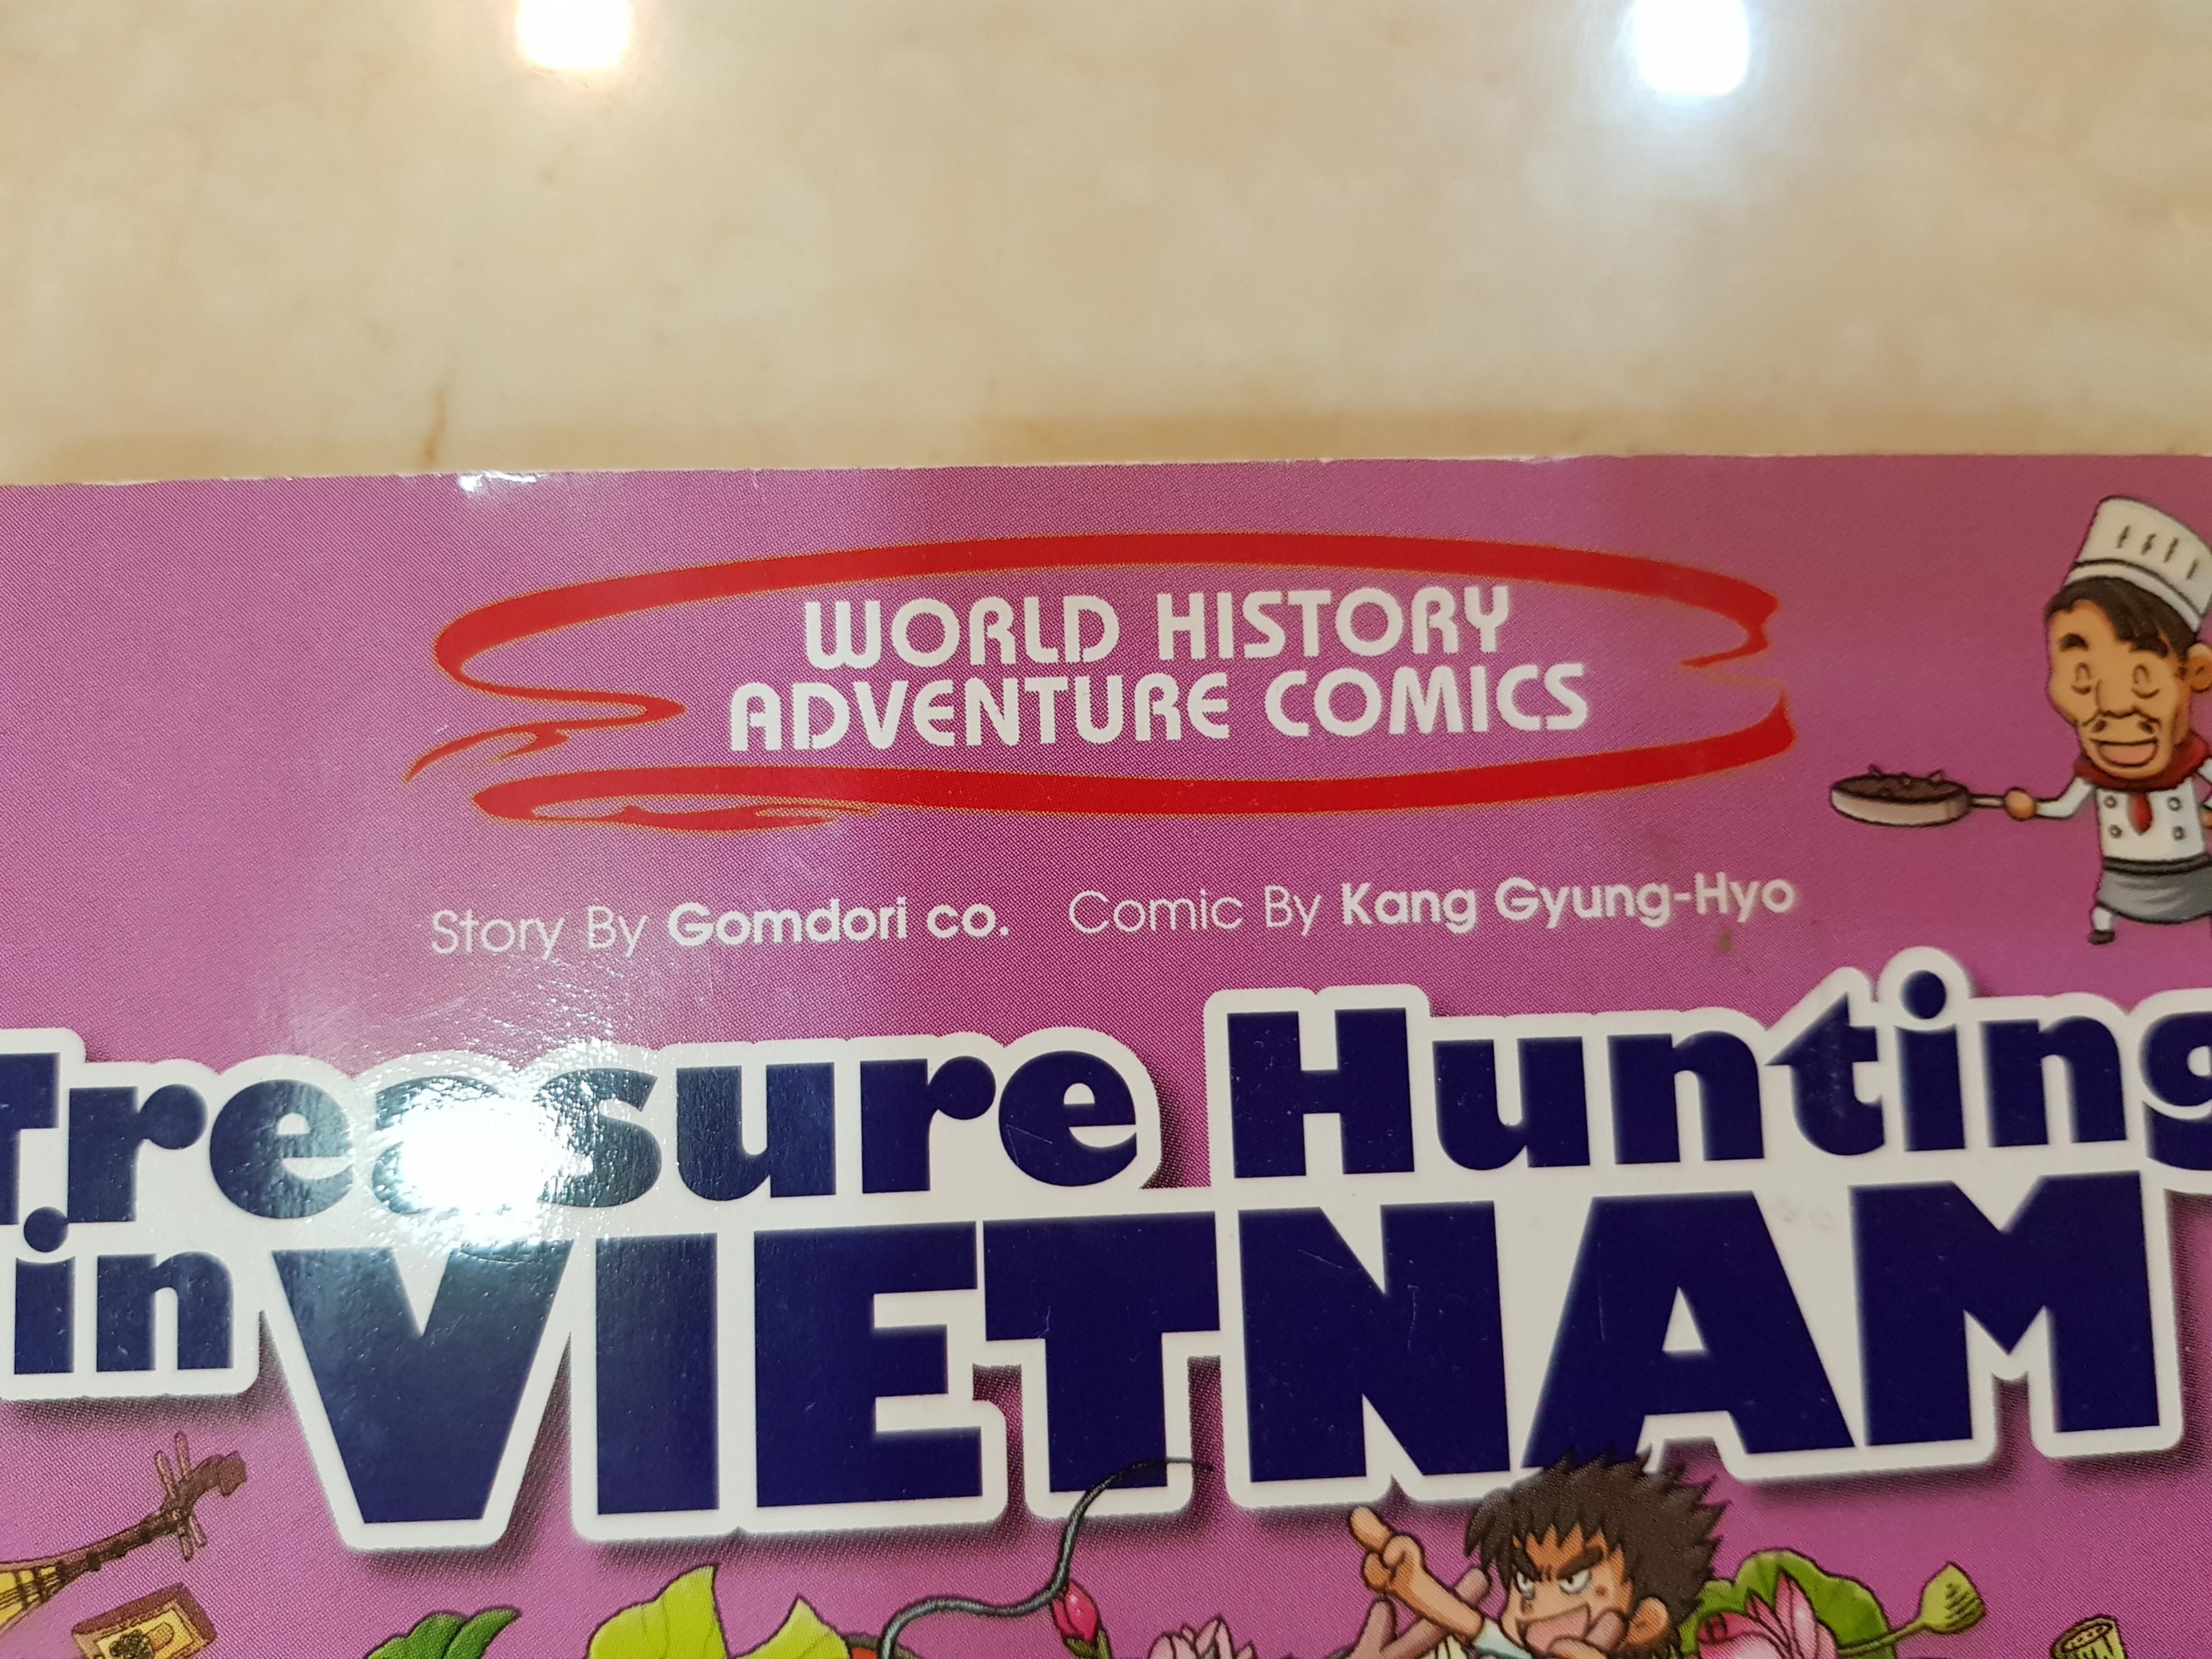 WORLD HISTORY
ADVENTURE COMICS
Story By Gomdori co. Comic By Kang Gyung-Hyo
Treasure Hunting
in VIETNAM